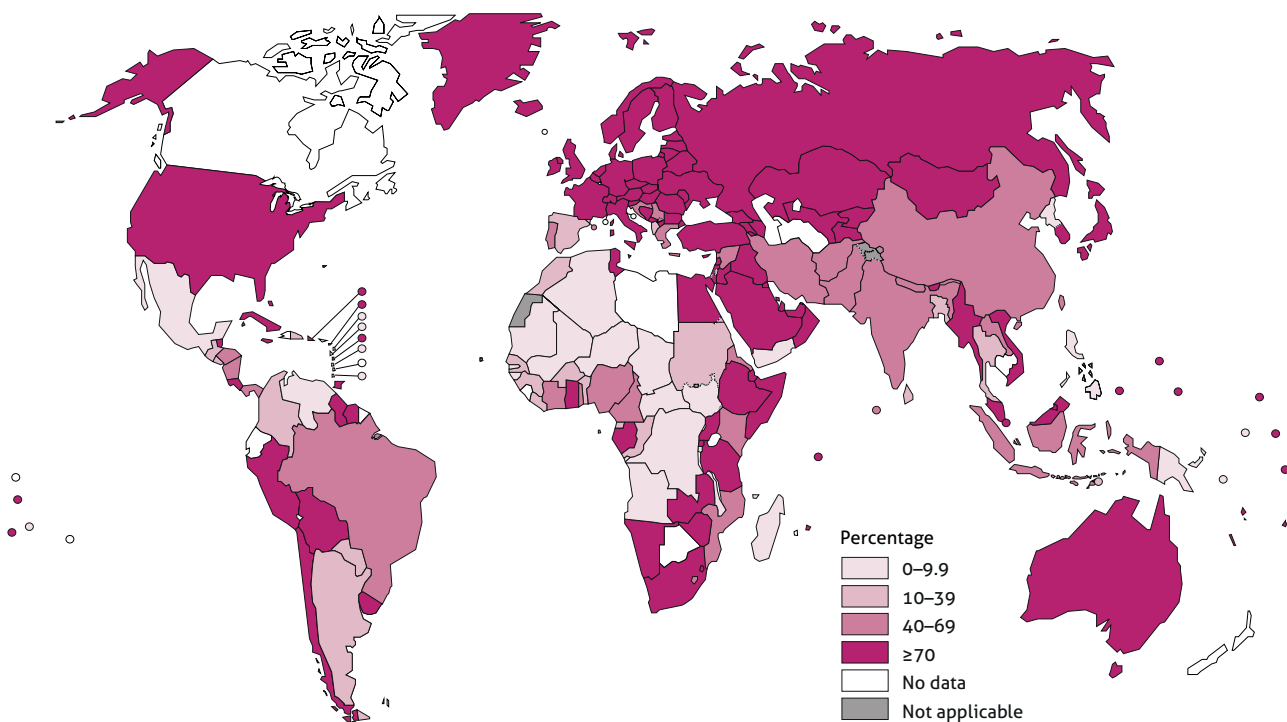 Percentage
0–9.9
10–39
40–69
≥70
No data
Not applicable